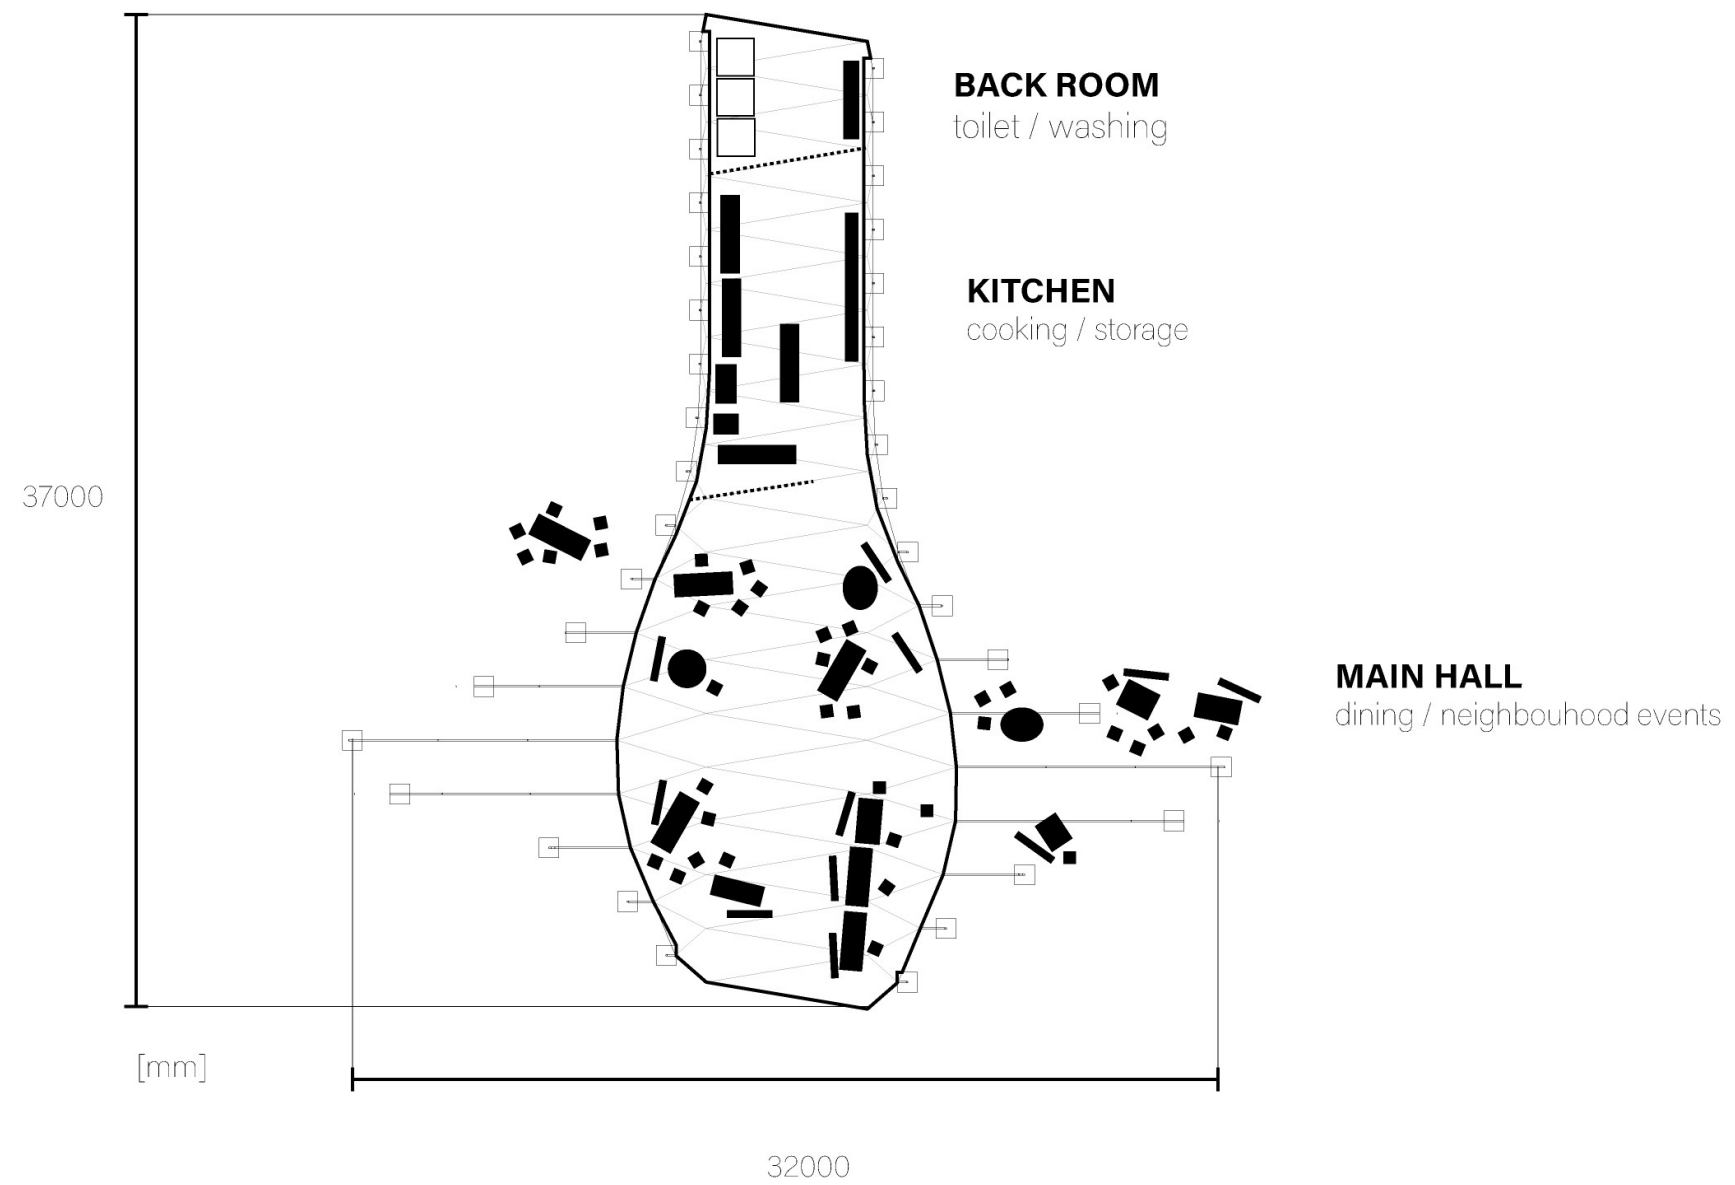 BACK ROOM
toilet / washing
KITCHEN
cooking / storage
37000
MAIN HALL
dining / neighbouhood events
[mm]
32000